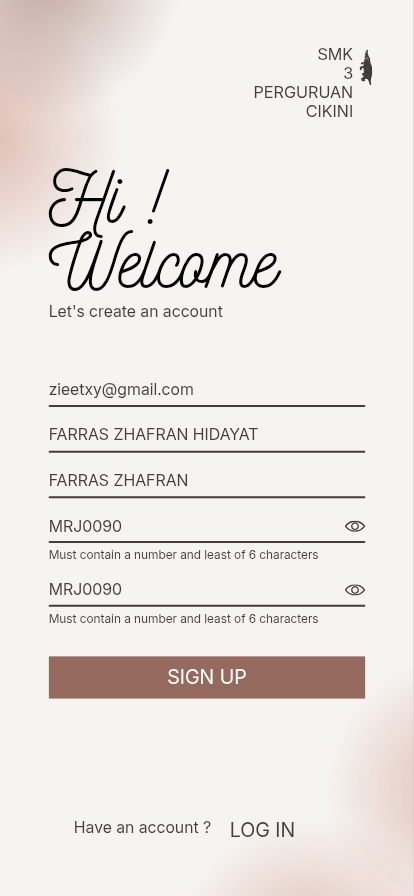 SMK
3
PERGURUAN
CIKINI
Hi !
Welcome
Let's create an account
zieetxy@gmail.com
FARRAS ZHAFRAN HIDAYAT
FARRAS ZHAFRAN
MRJ0090
Must contain a number and least of 6 characters
MRJ0090
Must contain a number and least of 6 characters
SIGN UP
Have an account ? LOG IN